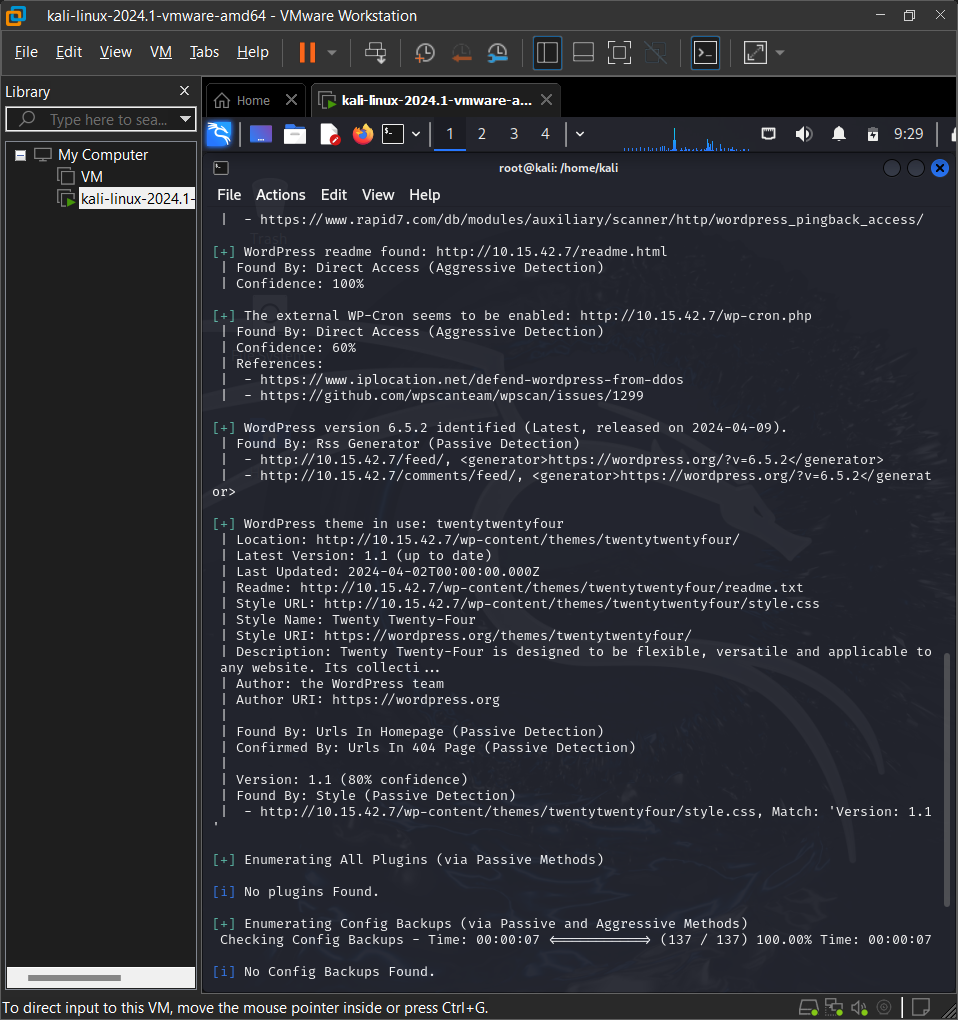 kali-linux-2024.1-vmware-amd64 - VMware Workstation
File Edit View VM Tabs Help
Library
Type here to sea...
My Computer
VM
kali-linux-2024.1-
Home
kali-linux-2024.1-vmware-a...
1 2 3 4
9:29
root@kali: /home/kali
File Actions Edit View Help
| - https://www.rapid7.com/db/modules/auxiliary/scanner/http/wordpress_pingback_access/
Trash
[+] WordPress readme found: http://10.15.42.7/readme.html
| Found By: Direct Access (Aggressive Detection)
| Confidence: 100%
[+] The external WP-Cron seems to be enabled: http://10.15.42.7/wp-cron.php
| Found By: Direct Access (Aggressive Detection)
| Confidence: 60%
| References:
| - https://www.iplocation.net/defend-wordpress-from-ddos
| - https://github.com/wpscanteam/wpscan/issues/1299
[+] WordPress version 6.5.2 identified (Latest, released on 2024-04-09).
| Found By: Rss Generator (Passive Detection)
| - http://10.15.42.7/feed/, <generator>https://wordpress.org/?v=6.5.2</generator>
| - http://10.15.42.7/comments/feed/, <generator>https://wordpress.org/?v=6.5.2</generat
or>
[+] WordPress theme in use: twentytwentyfour
| Location: http://10.15.42.7/wp-content/themes/twentytwentyfour/
| Latest Version: 1.1 (up to date)
| Last Updated: 2024-04-02T00:00:00.000Z
| Readme: http://10.15.42.7/wp-content/themes/twentytwentyfour/readme.txt
| Style URL: http://10.15.42.7/wp-content/themes/twentytwentyfour/style.css
| Style Name: Twenty Twenty-Four
| Style URI: https://wordpress.org/themes/twentytwentyfour/
| Description: Twenty Twenty-Four is designed to be flexible, versatile and applicable to
any website. Its collecti...
| Author: the WordPress team
| Author URI: https://wordpress.org
|
| Found By: Urls In Homepage (Passive Detection)
| Confirmed By: Urls In 404 Page (Passive Detection)
|
| Version: 1.1 (80% confidence)
| Found By: Style (Passive Detection)
| - http://10.15.42.7/wp-content/themes/twentytwentyfour/style.css, Match: 'Version: 1.1
'
[+] Enumerating All Plugins (via Passive Methods)
[i] No plugins Found.
[+] Enumerating Config Backups (via Passive and Aggressive Methods)
Checking Config Backups - Time: 00:00:07 <============> (137 / 137) 100.00% Time: 00:00:07
[i] No Config Backups Found.
To direct input to this VM, move the mouse pointer inside or press Ctrl+G.